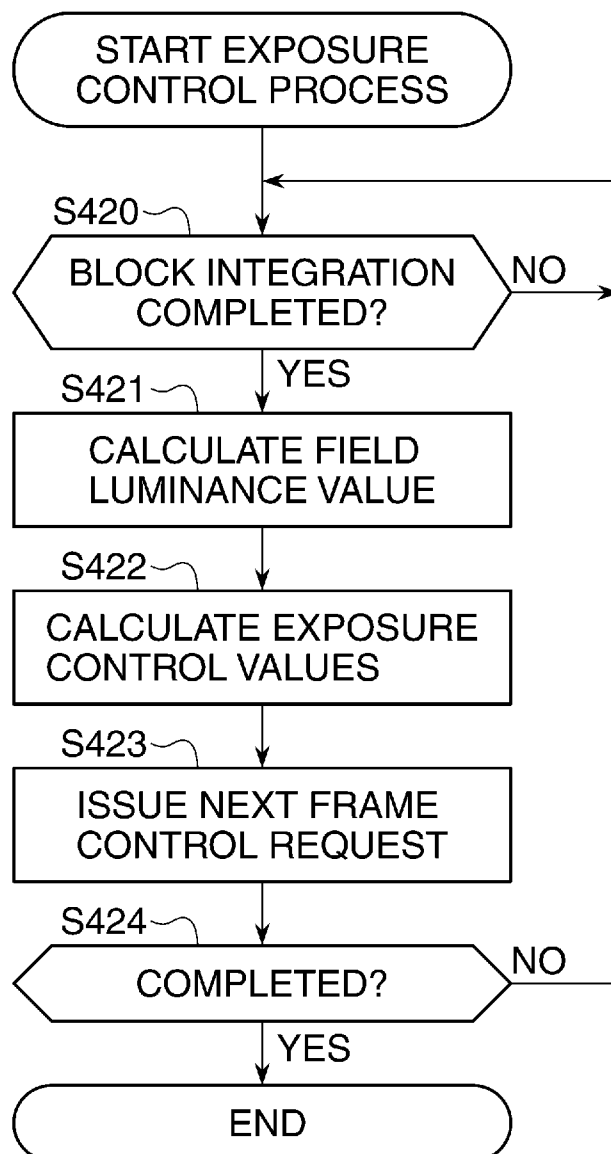 START EXPOSURE
CONTROL PROCESS
S420
BLOCK INTEGRATION
COMPLETED?
NO
YES
S421
CALCULATE FIELD
LUMINANCE VALUE
S422
CALCULATE EXPOSURE
CONTROL VALUES
S423
ISSUE NEXT FRAME
CONTROL REQUEST
S424
COMPLETED?
NO
YES
END